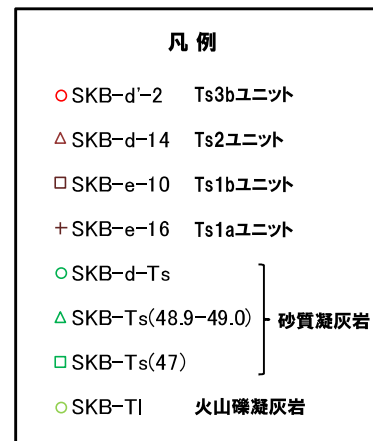 凡 例
SKB-d'-2 Ts3bユニット
SKB-d-14 Ts2ユニット
SKB-e-10 Ts1bユニット
SKB-e-16 Ts1aユニット
SKB-d-Ts
SKB-Ts(48.9-49.0) 砂質凝灰岩
SKB-Ts(47)
SKB-Tl 火山礫凝灰岩